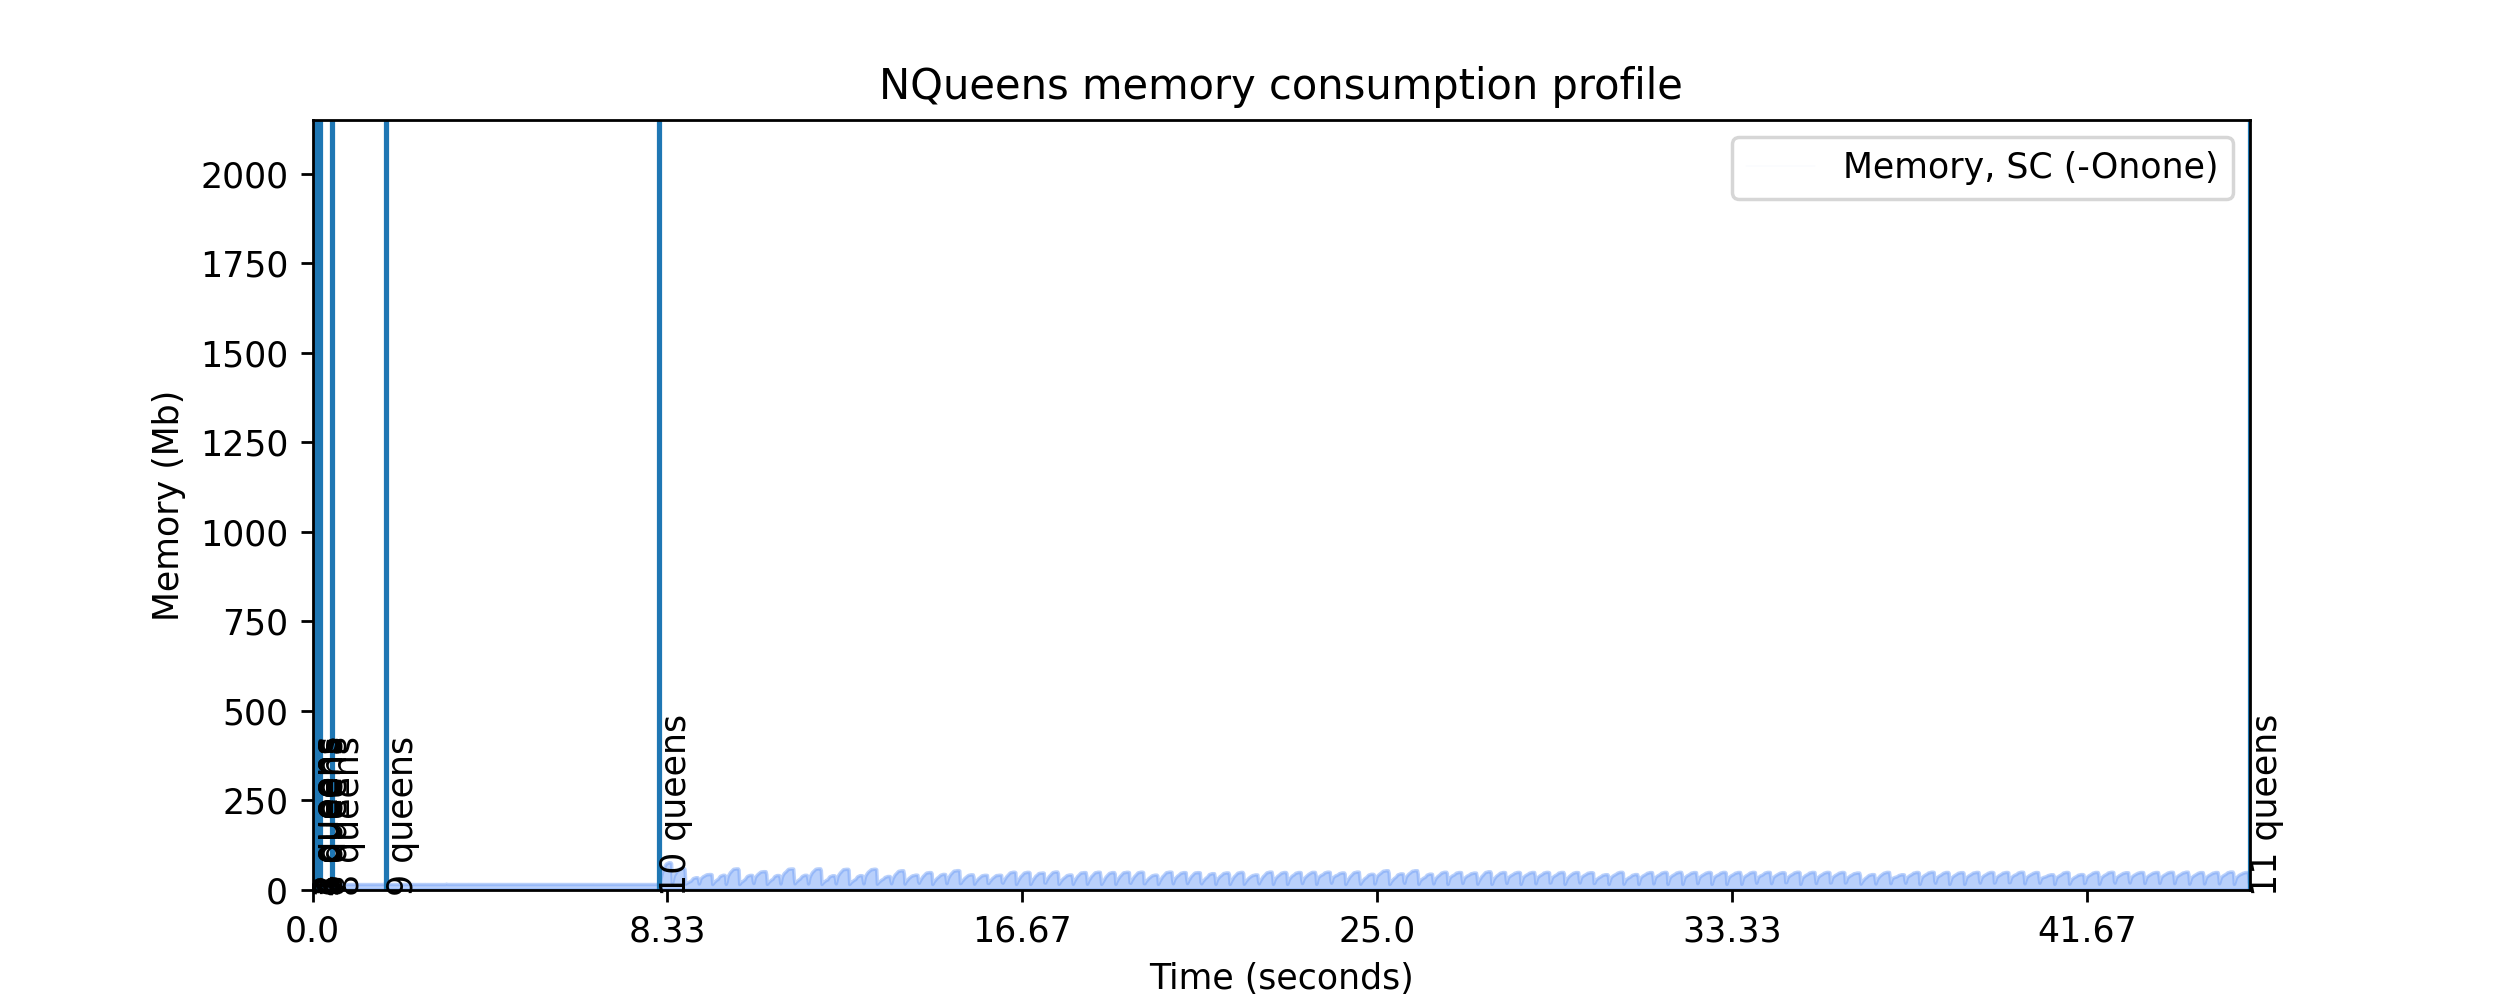 NQueens memory consumption profile
Memory, SC (-Onone)
Memory (Mb)
2000
1750
1500
1250
1000
750
500
250
0
8 queens
9 queens
10 queens
11 queens
0.0
8.33
16.67
25.0
33.33
41.67
Time (seconds)